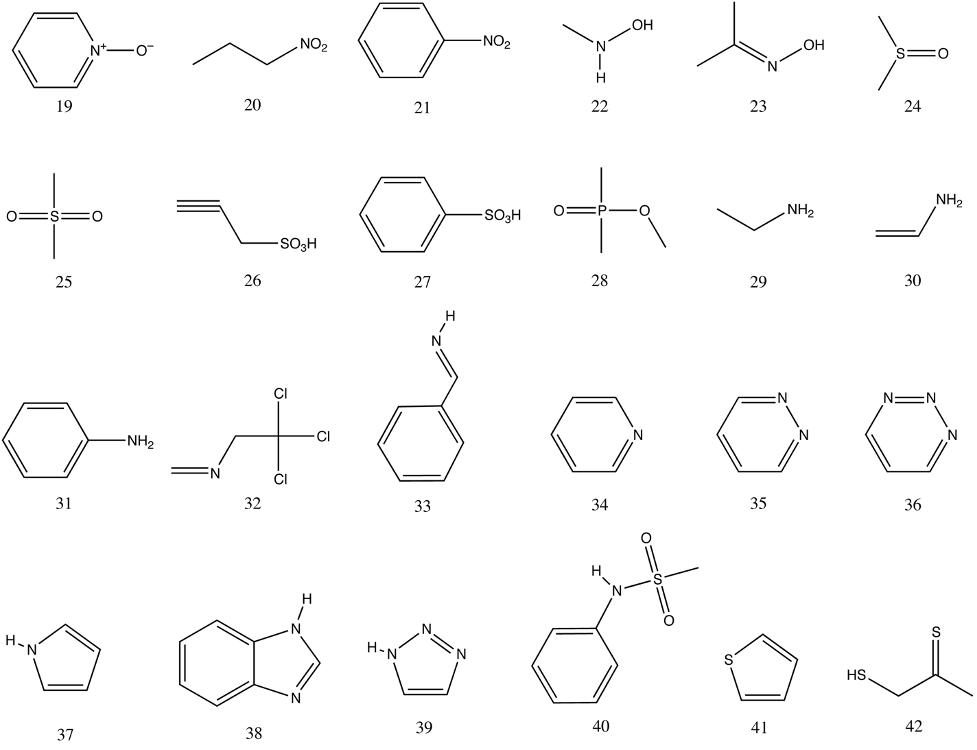 N+ O− NO2 NO2 OH N H OH N S O
19 20 21 22 23 24
O S O SO3H SO3H O P O NH2 NH2
25 26 27 28 29 30
H N
NH2 Cl Cl Cl N N N N N N N
31 32 33 34 35 36
O S O H N
H N H N N N N H N S S HS
37 38 39 40 41 42